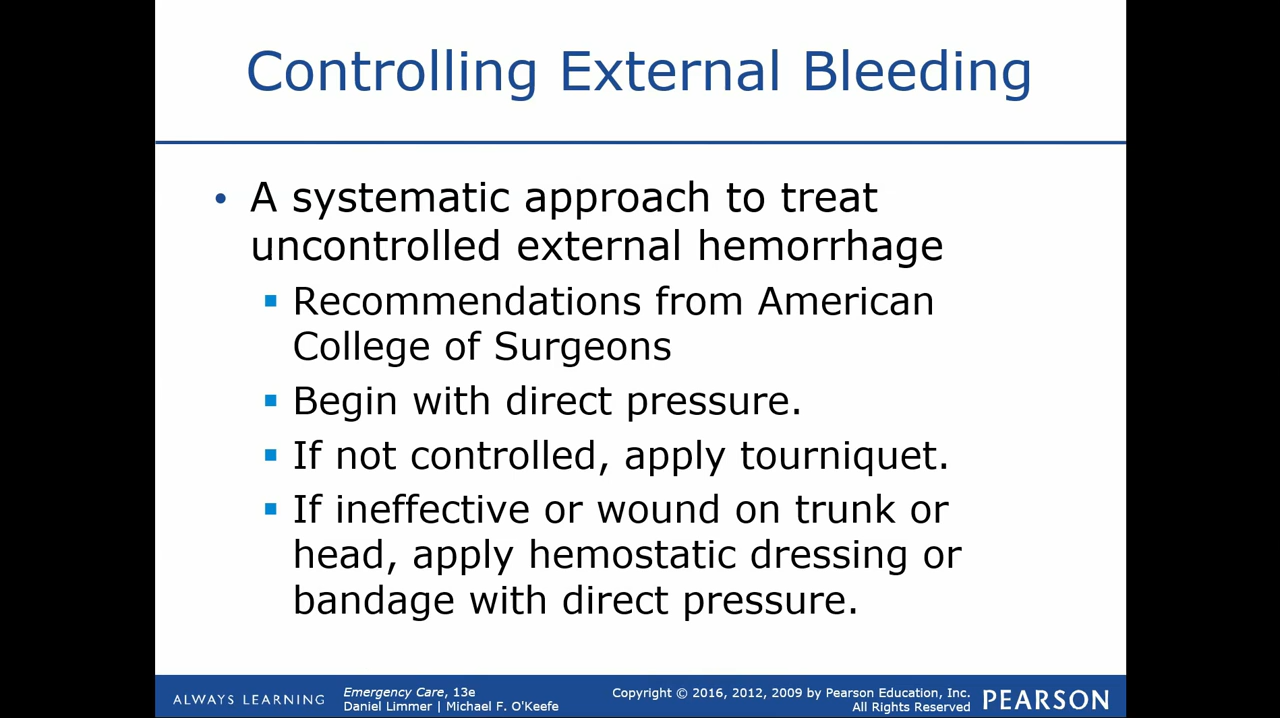 Controlling External Bleeding
• A systematic approach to treat
uncontrolled external hemorrhage
▪ Recommendations from American
College of Surgeons
▪ Begin with direct pressure.
▪ If not controlled, apply tourniquet.
▪ If ineffective or wound on trunk or
head, apply hemostatic dressing or
bandage with direct pressure.
ALWAYS LEARNING
Emergency Care, 13e
Daniel Limmer | Michael F. O'Keefe
Copyright © 2016, 2012, 2009 by Pearson Education, Inc.
All Rights Reserved
PEARSON